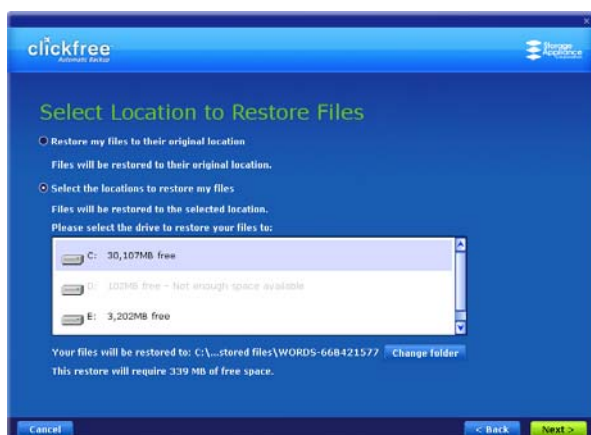 ×
clickfree
Automatic Backup
Storage
Appliance
Corporation
Select Location to Restore Files
Restore my files to their original location
Files will be restored to their original location.
Select the locations to restore my files
Files will be restored to the selected location.
Please select the drive to restore your files to:
C: 30,107MB free
D: 102MB free - Not enough space available
E: 3,202MB free
Your files will be restored to: C:\...stored files\WORDS-66B421577 Change folder
This restore will require 339 MB of free space.
Cancel < Back Next >